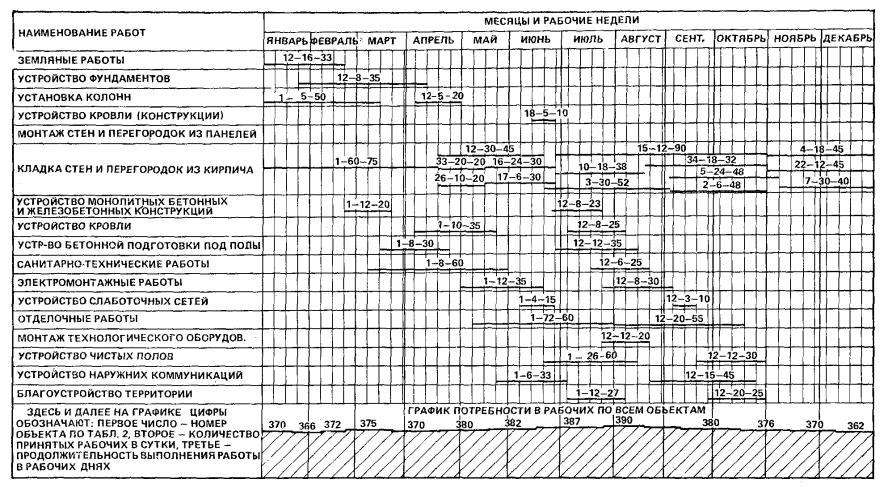 НАИМЕНОВАНИЕ РАБОТ
МЕСЯЦЫ И РАБОЧИЕ НЕДЕЛИ
ЯНВАРЬ ФЕВРАЛЬ МАРТ АПРЕЛЬ МАЙ ИЮНЬ ИЮЛЬ АВГУСТ СЕНТ. ОКТЯБРЬ НОЯБРЬ ДЕКАБРЬ
ЗЕМЛЯНЫЕ РАБОТЫ 12–16–33
УСТРОЙСТВО ФУНДАМЕНТОВ 12–8–35
УСТАНОВКА КОЛОНН 1–5–50 12–5–20
УСТРОЙСТВО КРОВЛИ (КОНСТРУКЦИИ) 18–5–10
МОНТАЖ СТЕН И ПЕРЕГОРОДОК ИЗ ПАНЕЛЕЙ
12–30–45 15–12–90 4–18–45
КЛАДКА СТЕН И ПЕРЕГОРОДОК ИЗ КИРПИЧА
1–60–75 33–20–20 16–24–30 10–18–38 34–18–32 22–12–45
5–24–48
26–10–20 17–6–30 3–30–52 2–6–48 7–30–40
УСТРОЙСТВО МОНОЛИТНЫХ БЕТОННЫХ
И ЖЕЛЕЗОБЕТОННЫХ КОНСТРУКЦИЙ 1–12–20 12–8–23
УСТРОЙСТВО КРОВЛИ 1–10–35 12–8–25
УСТР-ВО БЕТОННОЙ ПОДГОТОВКИ ПОД ПОЛЫ 1–8–30 12–12–35
САНИТАРНО-ТЕХНИЧЕСКИЕ РАБОТЫ 1–8–60 12–6–25
ЭЛЕКТРОМОНТАЖНЫЕ РАБОТЫ 1–12–35 12–8–30
УСТРОЙСТВО СЛАБОТОЧНЫХ СЕТЕЙ 1–4–15 12–3–10
ОТДЕЛОЧНЫЕ РАБОТЫ 1–72–60 12–20–55
МОНТАЖ ТЕХНОЛОГИЧЕСКОГО ОБОРУДОВ. 12–12–20
УСТРОЙСТВО ЧИСТЫХ ПОЛОВ 1–26–60 12–12–30
УСТРОЙСТВО НАРУЖНИХ КОММУНИКАЦИЙ 1–6–33 12–15–45
БЛАГОУСТРОЙСТВО ТЕРРИТОРИИ 1–12–27 12–20–25
ЗДЕСЬ И ДАЛЕЕ НА ГРАФИКЕ ЦИФРЫ
ОБОЗНАЧАЮТ: ПЕРВОЕ ЧИСЛО – НОМЕР
ОБЪЕКТА ПО ТАБЛ. 2, ВТОРОЕ – КОЛИЧЕСТВО
ПРИНЯТЫХ РАБОЧИХ В СУТКИ, ТРЕТЬЕ –
ПРОДОЛЖИТЕЛЬНОСТЬ ВЫПОЛНЕНИЯ РАБОТЫ
В РАБОЧИХ ДНЯХ
ГРАФИК ПОТРЕБНОСТИ В РАБОЧИХ ПО ВСЕМ ОБЪЕКТАМ
370 366 372 375 370 380 382 387 390 380 376 370 362